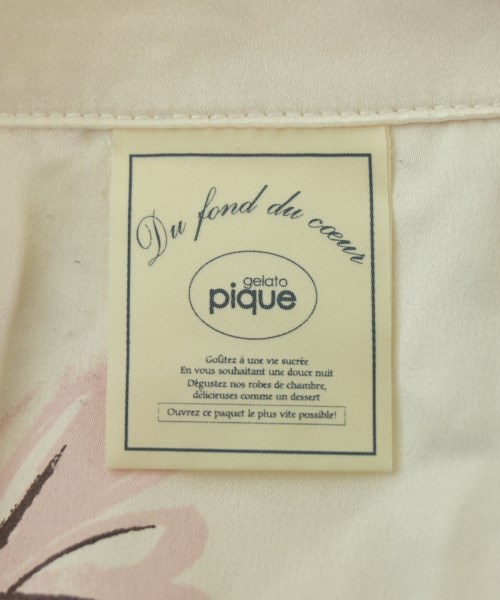 Du fond du cœur
gelato
pique
Goûtez à une vie sucrée
En vous souhaitant une douce nuit
Dégustez nos robes de chambre,
délicieuses comme un dessert
Ouvrez ce paquet le plus vite possible!